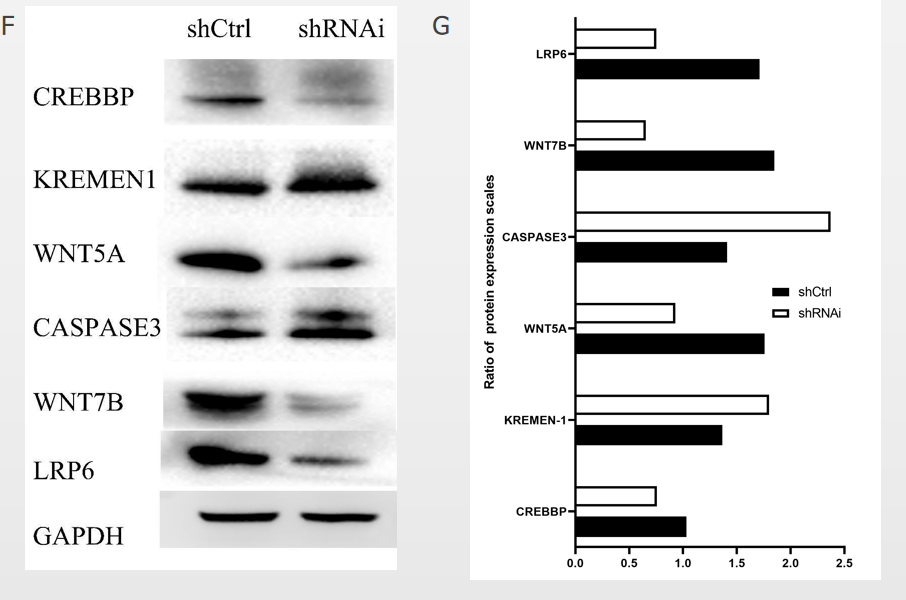 F
shCtrl shRNAi
CREBBP
KREMEN1
WNT5A
CASPASE3
WNT7B
LRP6
GAPDH
G
Ratio of protein expression scales
LRP6
WNT7B
CASPASE3
WNT5A
KREMEN-1
CREBBP
shCtrl
shRNAi
0.0 0.5 1.0 1.5 2.0 2.5